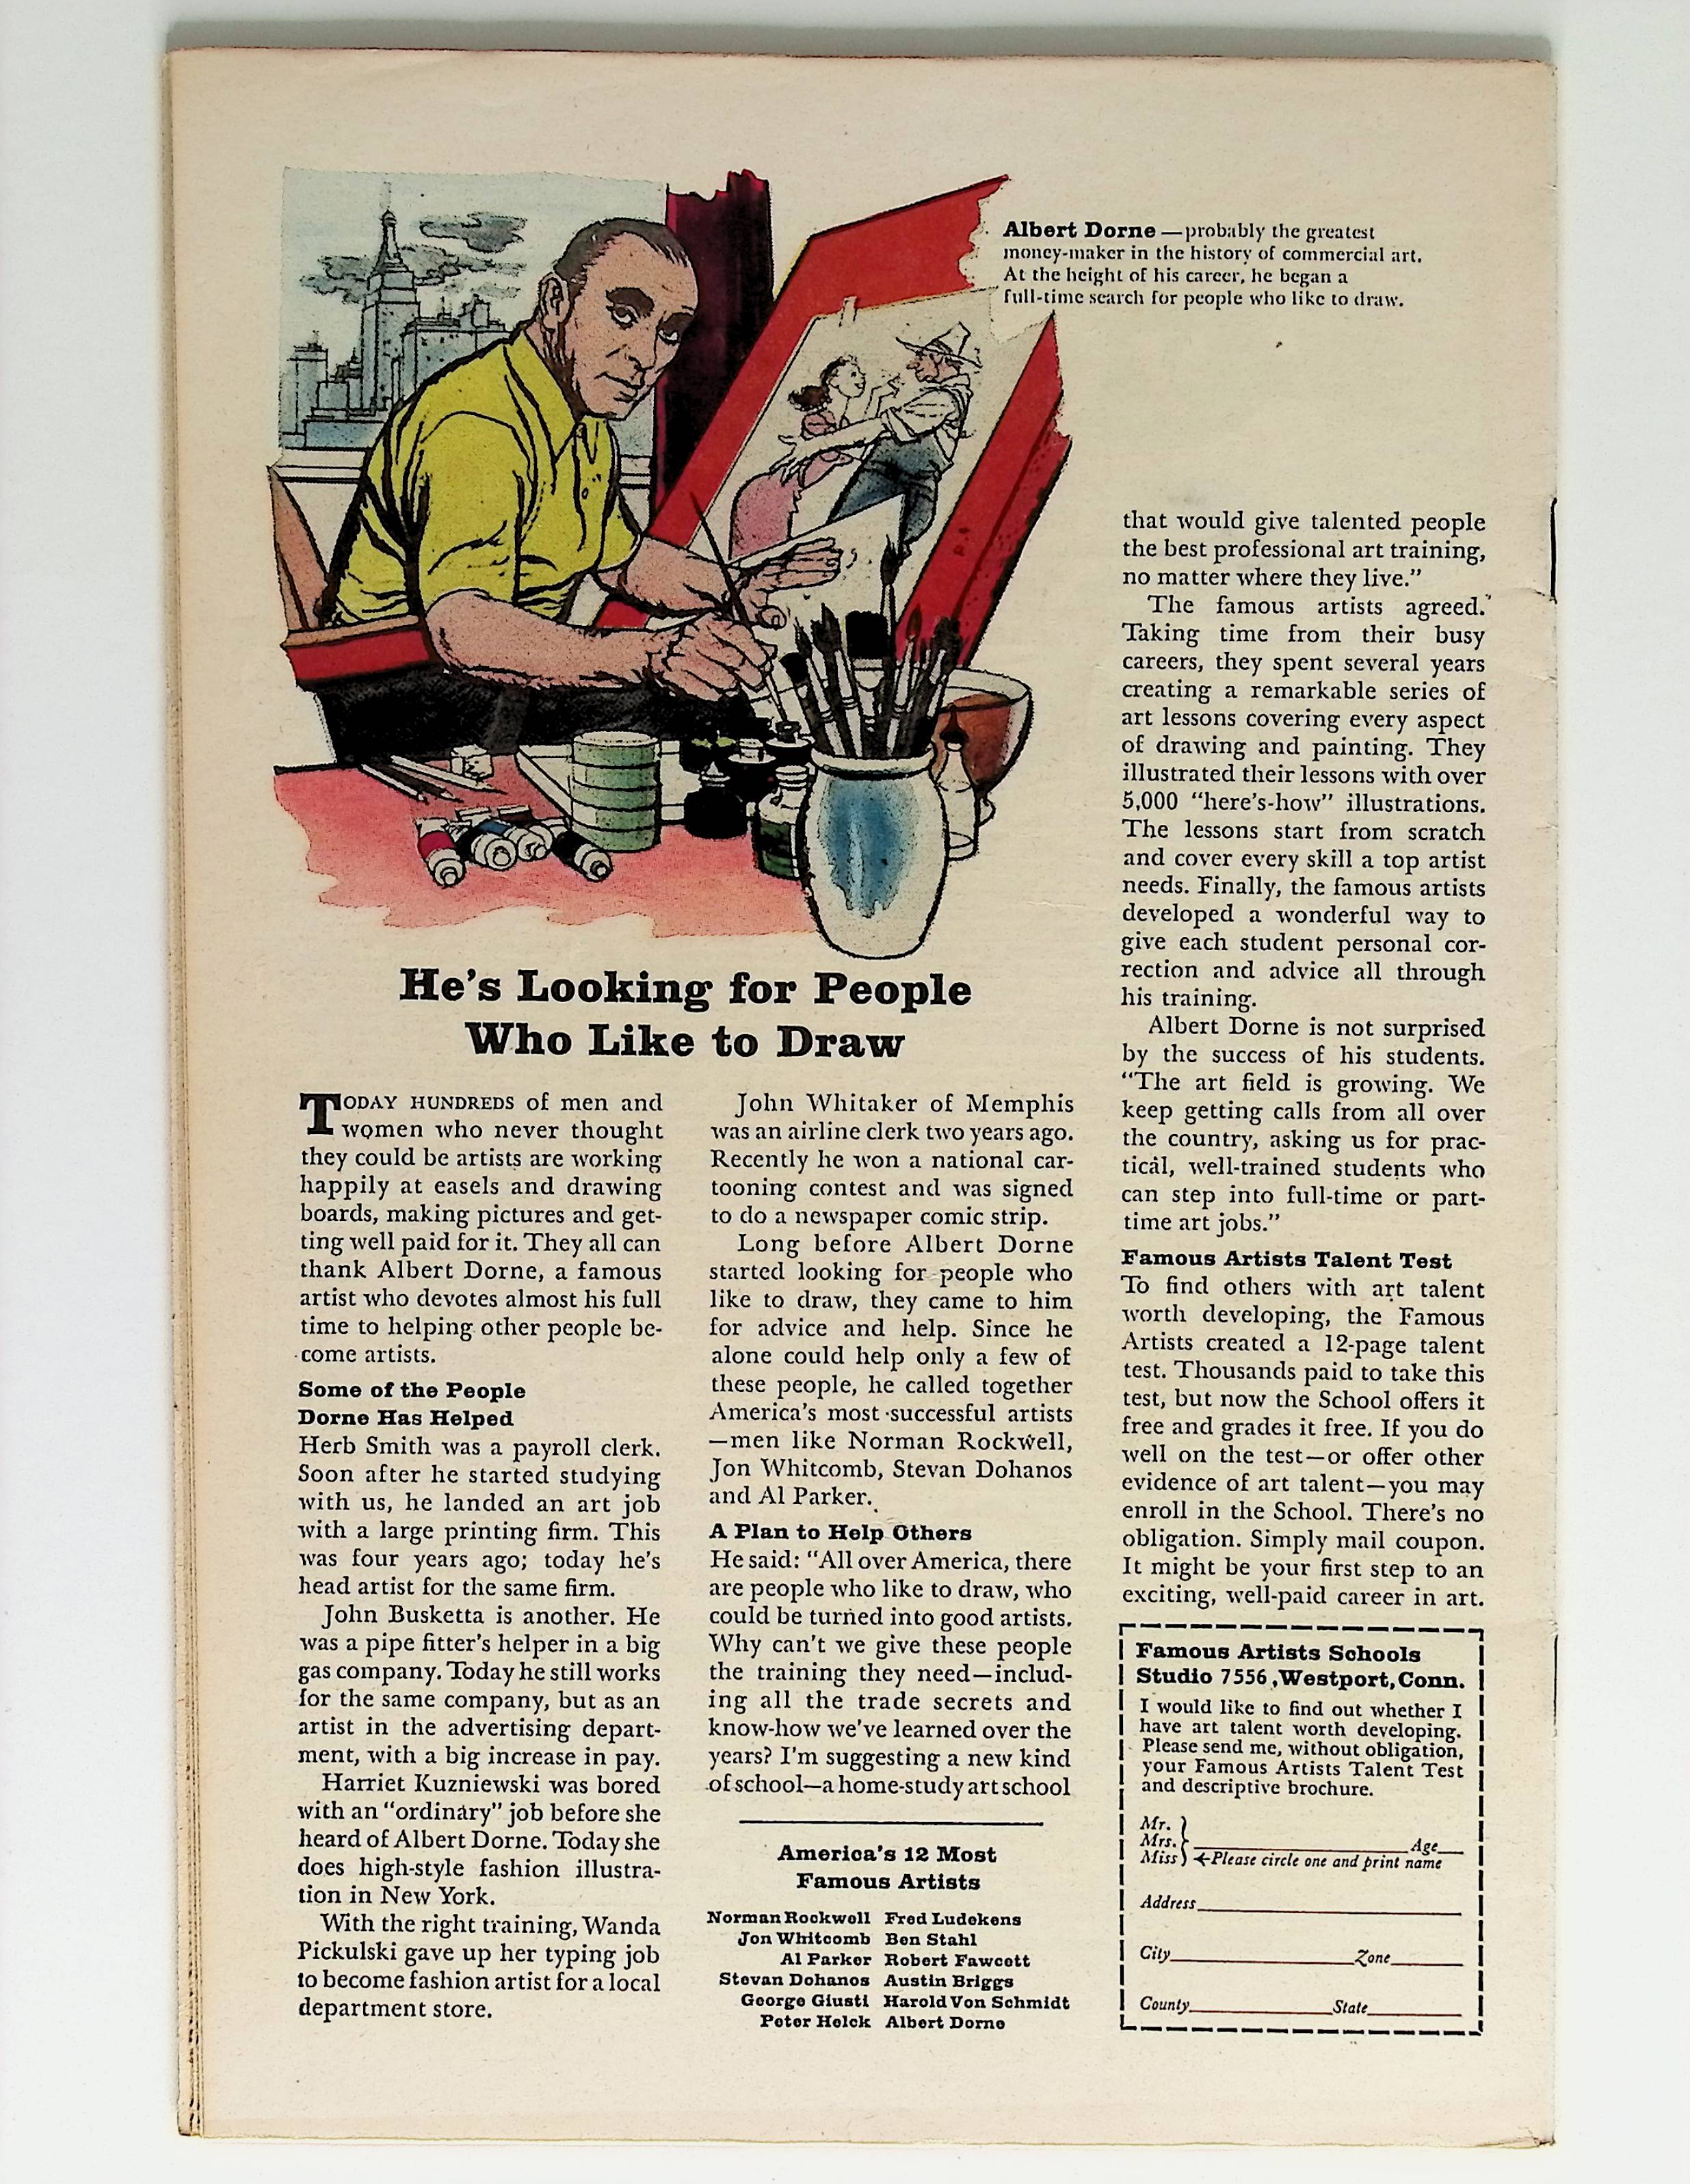 Albert Dorne —probably the greatest
money-maker in the history of commercial art.
At the height of his career, he began a
full-time search for people who like to draw.
He's Looking for People
Who Like to Draw
TODAY HUNDREDS of men and
women who never thought
they could be artists are working
happily at easels and drawing
boards, making pictures and get-
ting well paid for it. They all can
thank Albert Dorne, a famous
artist who devotes almost his full
time to helping other people be-
come artists.
Some of the People
Dorne Has Helped
Herb Smith was a payroll clerk.
Soon after he started studying
with us, he landed an art job
with a large printing firm. This
was four years ago; today he's
head artist for the same firm.
John Busketta is another. He
was a pipe fitter's helper in a big
gas company. Today he still works
for the same company, but as an
artist in the advertising depart-
ment, with a big increase in pay.
Harriet Kuzniewski was bored
with an "ordinary" job before she
heard of Albert Dorne. Today she
does high-style fashion illustra-
tion in New York.
With the right training, Wanda
Pickulski gave up her typing job
to become fashion artist for a local
department store.
John Whitaker of Memphis
was an airline clerk two years ago.
Recently he won a national car-
tooning contest and was signed
to do a newspaper comic strip.
Long before Albert Dorne
started looking for people who
like to draw, they came to him
for advice and help. Since he
alone could help only a few of
these people, he called together
America's most successful artists
—men like Norman Rockwell,
Jon Whitcomb, Stevan Dohanos
and Al Parker.
A Plan to Help Others
He said: "All over America, there
are people who like to draw, who
could be turned into good artists.
Why can't we give these people
the training they need—includ-
ing all the trade secrets and
know-how we've learned over the
years? I'm suggesting a new kind
of school—a home-study art school
America's 12 Most
Famous Artists
Norman Rockwell Fred Ludekens
Jon Whitcomb Ben Stahl
Al Parker Robert Fawcett
Stevan Dohanos Austin Briggs
George Giusti Harold Von Schmidt
Peter Helck Albert Dorne
that would give talented people
the best professional art training,
no matter where they live."
The famous artists agreed.
Taking time from their busy
careers, they spent several years
creating a remarkable series of
art lessons covering every aspect
of drawing and painting. They
illustrated their lessons with over
5,000 "here's-how" illustrations.
The lessons start from scratch
and cover every skill a top artist
needs. Finally, the famous artists
developed a wonderful way to
give each student personal cor-
rection and advice all through
his training.
Albert Dorne is not surprised
by the success of his students.
"The art field is growing. We
keep getting calls from all over
the country, asking us for prac-
tical, well-trained students who
can step into full-time or part-
time art jobs."
Famous Artists Talent Test
To find others with art talent
worth developing, the Famous
Artists created a 12-page talent
test. Thousands paid to take this
test, but now the School offers it
free and grades it free. If you do
well on the test—or offer other
evidence of art talent—you may
enroll in the School. There's no
obligation. Simply mail coupon.
It might be your first step to an
exciting, well-paid career in art.
Famous Artists Schools
Studio 7556, Westport, Conn.
I would like to find out whether I
have art talent worth developing.
Please send me, without obligation,
your Famous Artists Talent Test
and descriptive brochure.
Mr.
Mrs. Age
Miss ←Please circle one and print name
Address
City Zone
County State